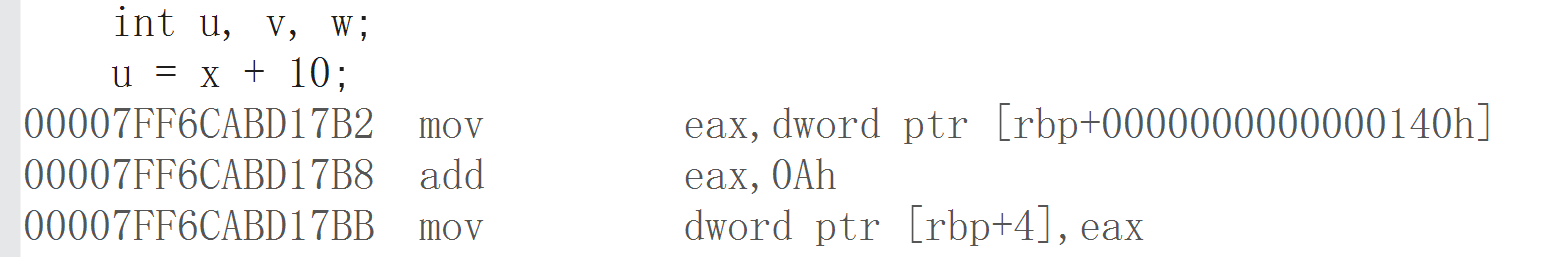 int u, v, w;
u = x + 10;
00007FF6CABD17B2 mov eax,dword ptr [rbp+0000000000000140h]
00007FF6CABD17B8 add eax,0Ah
00007FF6CABD17BB mov dword ptr [rbp+4],eax